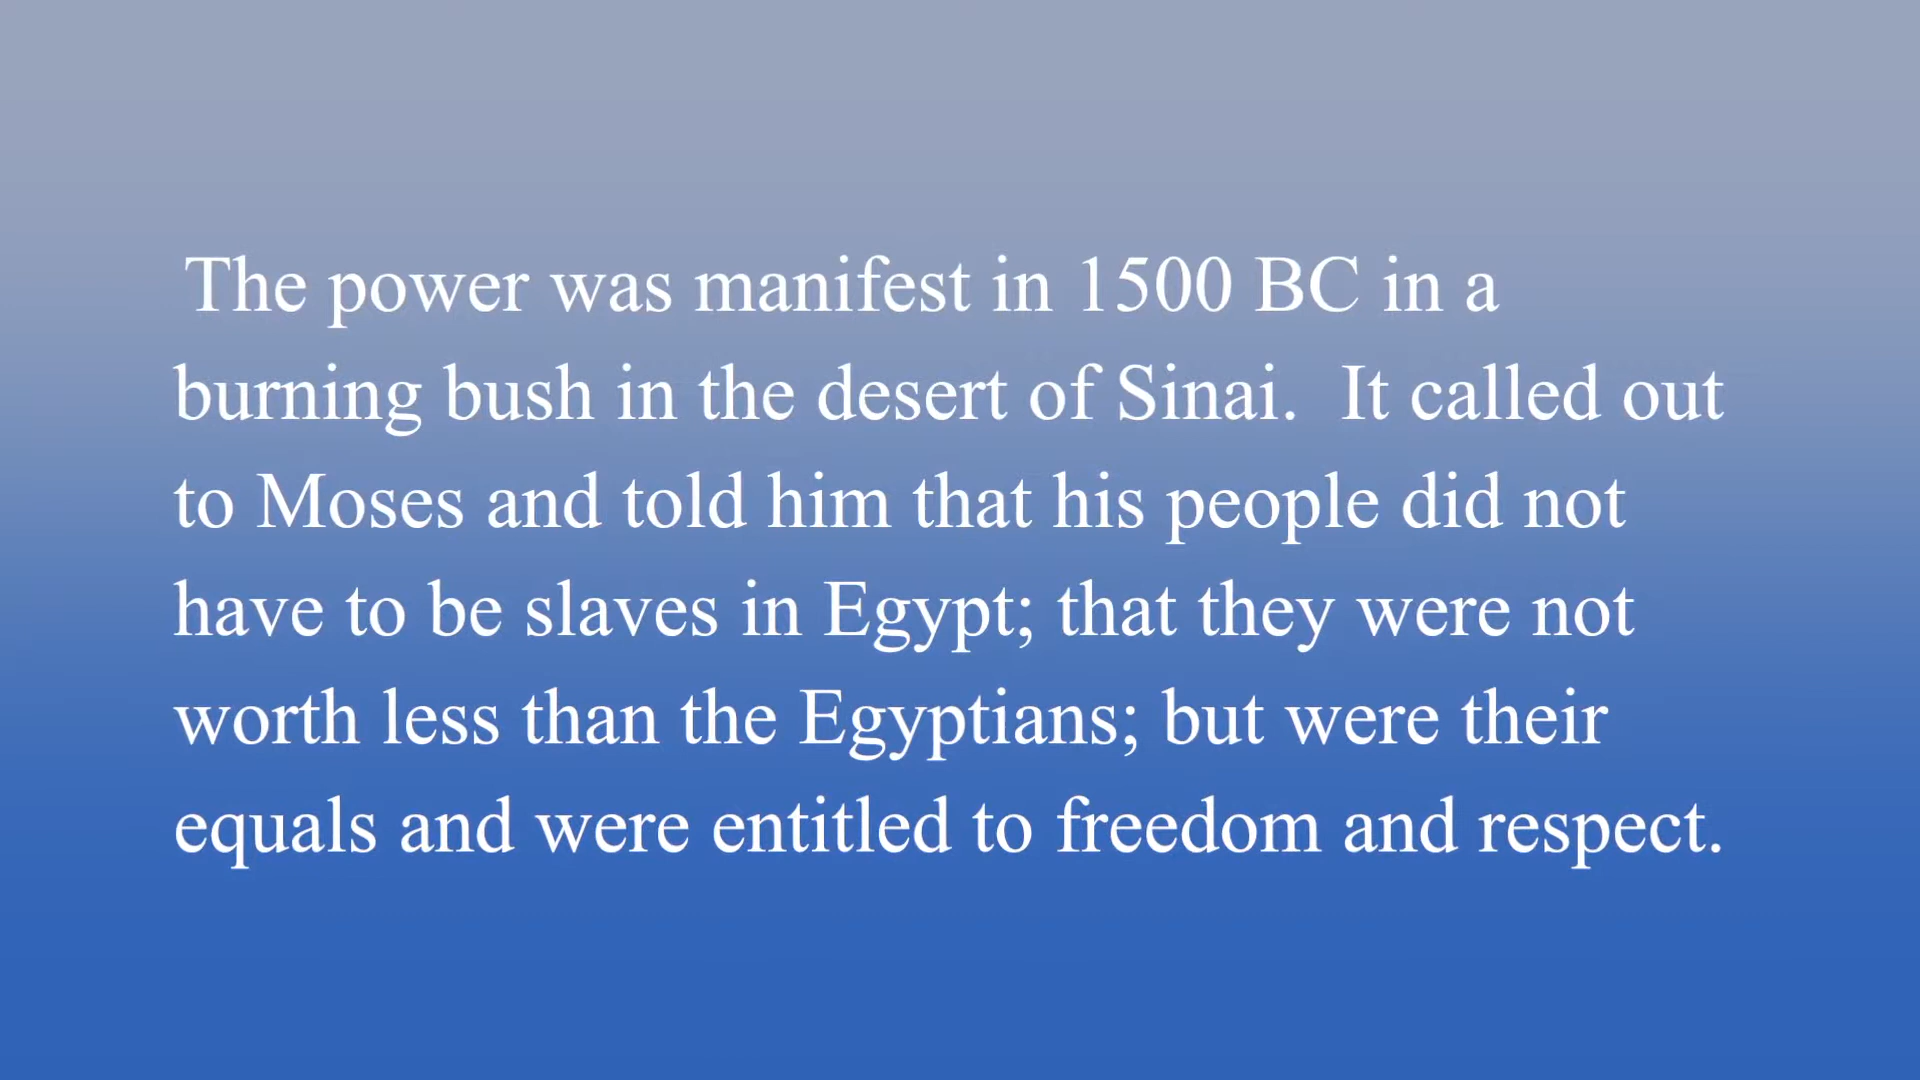 The power was manifest in 1500 BC in a
burning bush in the desert of Sinai.  It called out
to Moses and told him that his people did not
have to be slaves in Egypt; that they were not
worth less than the Egyptians; but were their
equals and were entitled to freedom and respect.